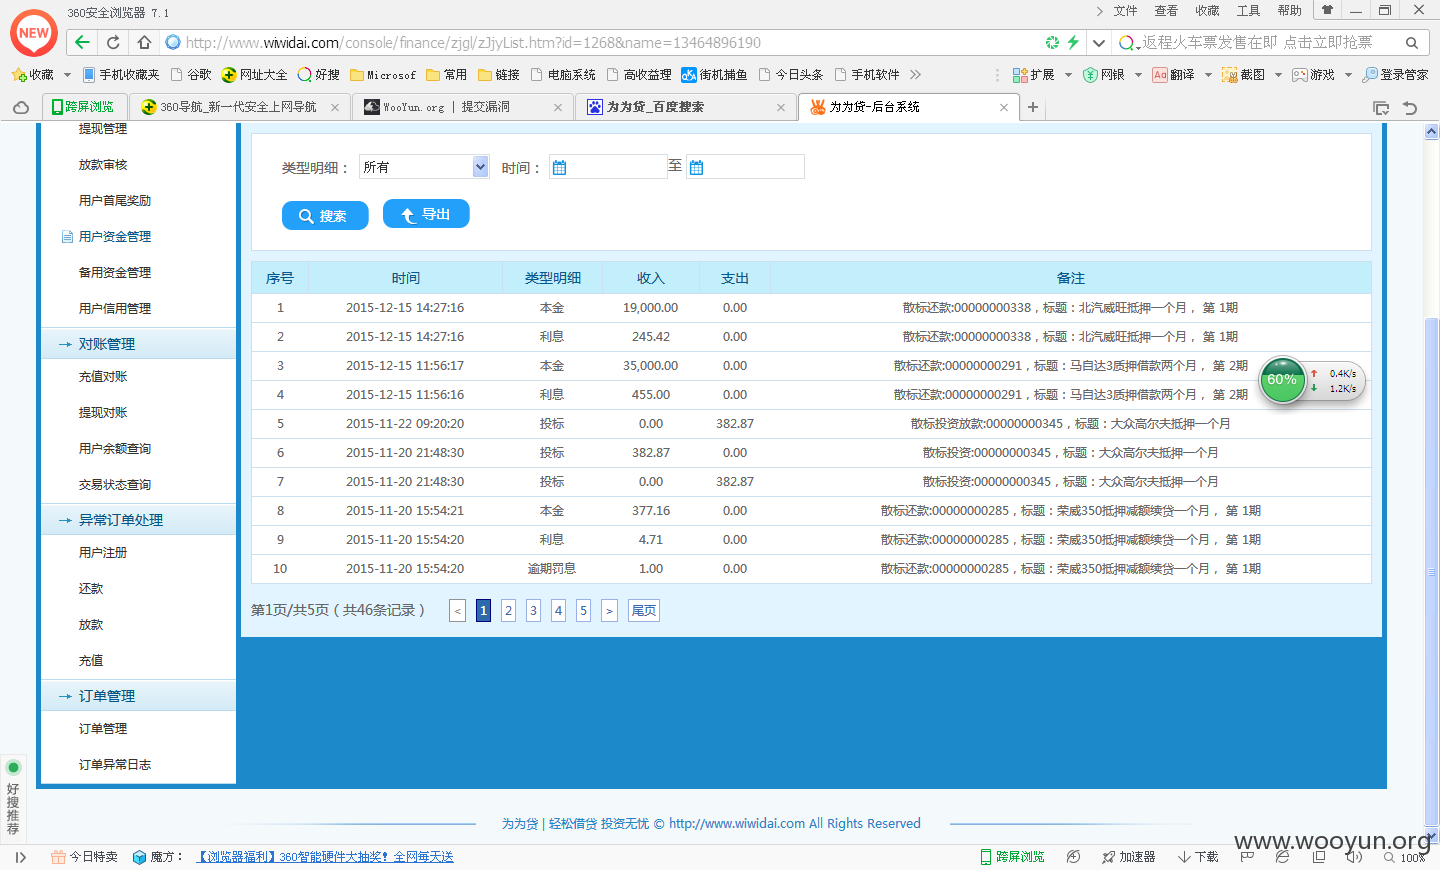 360安全浏览器 7.1
文件 查看 收藏 工具 帮助
NEW
http://www.wiwidai.com/console/finance/zjgl/zJjyList.htm?id=1268&name=13464896190
返程火车票发售在即 点击立即抢票
收藏 手机收藏夹 谷歌 网址大全 好搜 Microsof 常用 链接 电脑系统 高收益理 街机捕鱼 今日头条 手机软件 扩展 网银 翻译 截图 游戏 登录管家
跨屏浏览 360导航_新一代安全上网导航 WooYun.org | 提交漏洞 为为贷_百度搜索 为为贷-后台系统
提现管理
放款审核
用户首尾奖励
用户资金管理
备用资金管理
用户信用管理
对账管理
充值对账
提现对账
用户余额查询
交易状态查询
异常订单处理
用户注册
还款
放款
充值
订单管理
订单管理
订单异常日志
类型明细： 所有 时间： 至
搜索 导出
序号 时间 类型明细 收入 支出 备注
1 2015-12-15 14:27:16 本金 19,000.00 0.00 散标还款:00000000338，标题：北汽威旺抵押一个月， 第 1期
2 2015-12-15 14:27:16 利息 245.42 0.00 散标还款:00000000338，标题：北汽威旺抵押一个月， 第 1期
3 2015-12-15 11:56:17 本金 35,000.00 0.00 散标还款:00000000291，标题：马自达3质押借款两个月， 第 2期
4 2015-12-15 11:56:16 利息 455.00 0.00 散标还款:00000000291，标题：马自达3质押借款两个月， 第 2期
5 2015-11-22 09:20:20 投标 0.00 382.87 散标投资放款:00000000345，标题：大众高尔夫抵押一个月
6 2015-11-20 21:48:30 投标 382.87 0.00 散标投资:00000000345，标题：大众高尔夫抵押一个月
7 2015-11-20 21:48:30 投标 0.00 382.87 散标投资:00000000345，标题：大众高尔夫抵押一个月
8 2015-11-20 15:54:21 本金 377.16 0.00 散标还款:00000000285，标题：荣威350抵押减额续贷一个月， 第 1期
9 2015-11-20 15:54:20 利息 4.71 0.00 散标还款:00000000285，标题：荣威350抵押减额续贷一个月， 第 1期
10 2015-11-20 15:54:20 逾期罚息 1.00 0.00 散标还款:00000000285，标题：荣威350抵押减额续贷一个月， 第 1期
60% 0.4K/s
1.2K/s
第1页/共5页（共46条记录） < 1 2 3 4 5 > 尾页
好搜推荐
为为贷 | 轻松借贷 投资无忧 © http://www.wiwidai.com All Rights Reserved
www.wooyun.org
今日特卖 魔方： 【浏览器福利】360智能硬件大抽奖！全网每天送 跨屏浏览 加速器 下载 100%